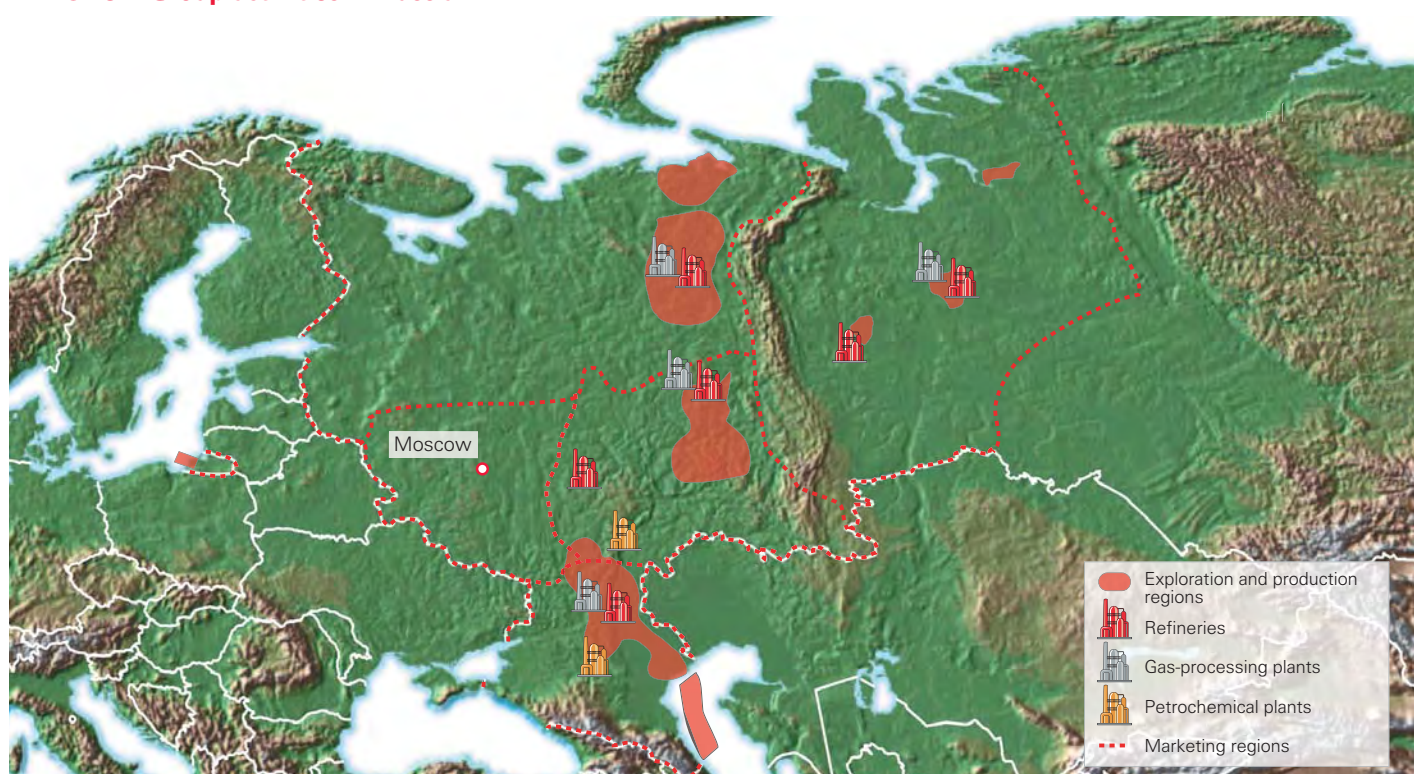 Moscow
Exploration and production
regions
Refineries
Gas-processing plants
Petrochemical plants
Marketing regions